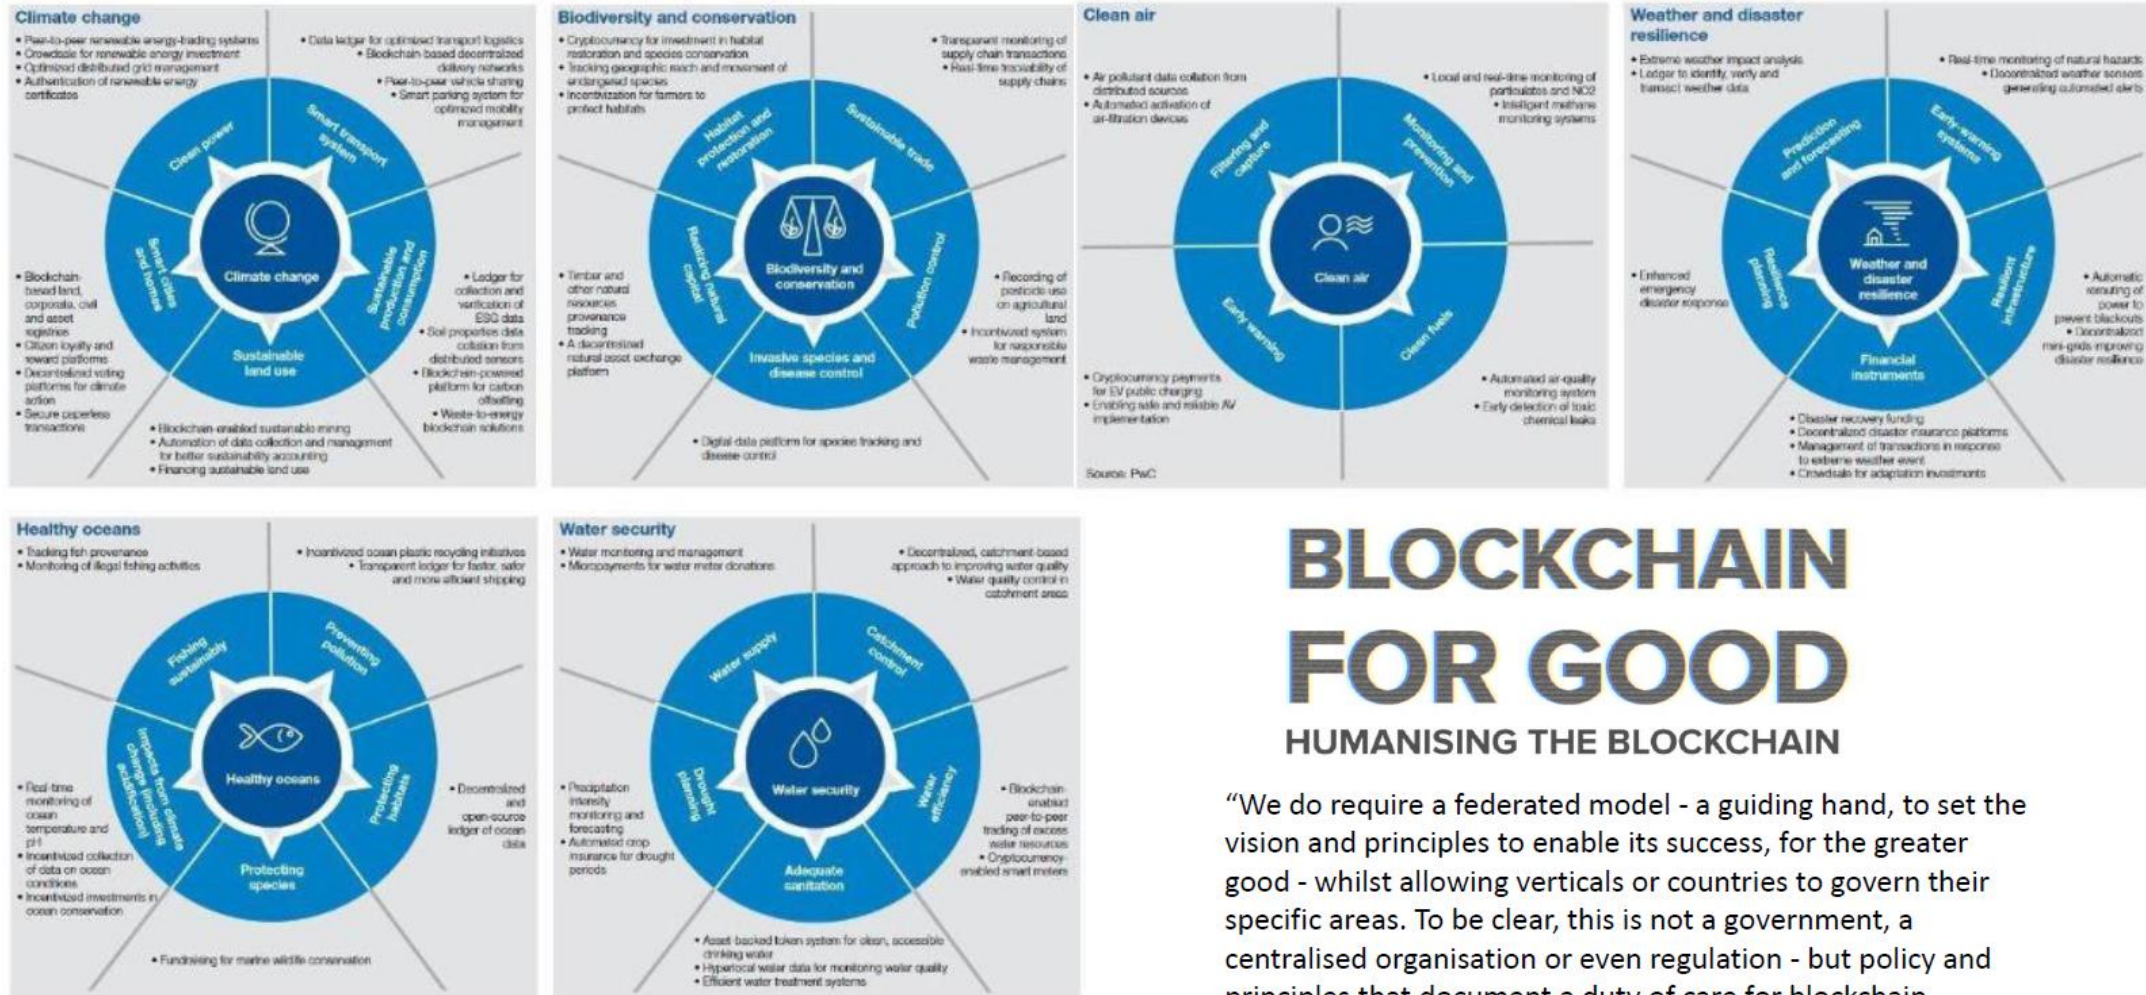 Climate change
• Peer-to-peer renewable energy-trading systems
• Crowdsale for renewable energy investment
• Optimized distributed grid management
• Authentication of renewable energy
certificates
• Data ledger for optimized transport logistics
• Blockchain-based decentralized
delivery networks
• Peer-to-peer vehicle sharing
• Smart parking system for
optimized mobility
management
Clean power
Smart transport
system
Smart cities
and homes
Climate change
Sustainable
production and
consumption
Sustainable
land use
• Blockchain-
based land,
corporate, civil
and asset
registries
• Citizen loyalty and
reward platforms
• Decentralized voting
platforms for climate
action
• Secure paperless
transactions
• Ledger for
collection and
verification of
ESG data
• Soil properties data
collation from
distributed sensors
• Blockchain-powered
platform for carbon
offsetting
• Waste-to-energy
blockchain solutions
• Blockchain-enabled sustainable mining
• Automation of data collection and management
for better sustainability accounting
• Financing sustainable land use
Biodiversity and conservation
• Cryptocurrency for investment in habitat
restoration and species conservation
• Tracking geographic reach and movement of
endangered species
• Incentivization for farmers to
protect habitats
• Transparent monitoring of
supply chain transactions
• Real-time traceability of
supply chains
Habitat
protection and
restoration
Sustainable trade
Realizing natural
capital
Biodiversity and
conservation
Pollution control
Invasive species and
disease control
• Timber and
other natural
resources
provenance
tracking
• A decentralized
natural asset exchange
platform
• Recording of
pesticide use
on agricultural
land
• Incentivized system
for responsible
waste management
• Digital data platform for species tracking and
disease control
Clean air
• Air pollutant data collation from
distributed sources
• Automated activation of
air-filtration devices
• Local and real-time monitoring of
particulates and NO2
• Intelligent methane
monitoring systems
Filtering and
capture
Monitoring and
prevention
Clean air
Early warning
Clean fuels
• Cryptocurrency payments
for EV public charging
• Enabling safe and reliable AV
implementation
• Automated air-quality
monitoring system
• Early detection of toxic
chemical leaks
Source: PwC
Weather and disaster
resilience
• Extreme weather impact analysis
• Ledger to identify, verify and
transact weather data
• Real-time monitoring of natural hazards
• Decentralized weather sensors
generating automated alerts
Prediction
and forecasting
Early-warning
systems
Resilience
planning
Weather and
disaster
resilience
Resilient
infrastructure
Financial
instruments
• Enhanced
emergency
disaster response
• Automatic
rerouting of
power to
prevent blackouts
• Decentralized
mini-grids improving
disaster resilience
• Disaster recovery funding
• Decentralized disaster insurance platforms
• Management of transactions in response
to extreme weather event
• Crowdsale for adaptation investments
Healthy oceans
• Tracking fish provenance
• Monitoring of illegal fishing activities
• Incentivized ocean plastic recycling initiatives
• Transparent ledger for faster, safer
and more efficient shipping
Fishing
sustainably
Preventing
pollution
Impacts from climate
change (including
acidification)
Healthy oceans
Protecting
habitats
Protecting
species
• Real-time
monitoring of
ocean
temperature and
pH
• Incentivized collection
of data on ocean
conditions
• Incentivized investments in
ocean conservation
• Decentralized
and
open-source
ledger of ocean
data
• Fundraising for marine wildlife conservation
Water security
• Water monitoring and management
• Micropayments for water meter donations
• Decentralized, catchment-based
approach to improving water quality
• Water quality control in
catchment areas
Water supply
Catchment
control
Drought
planning
Water security
Water
efficiency
Adequate
sanitation
• Precipitation
intensity
monitoring and
forecasting
• Automated crop
insurance for drought
periods
• Blockchain-
enabled
peer-to-peer
trading of excess
water resources
• Cryptocurrency-
enabled smart meters
• Asset-backed token system for clean, accessible
drinking water
• Hyperlocal water data for monitoring water quality
• Efficient water treatment systems
BLOCKCHAIN
FOR GOOD
HUMANISING THE BLOCKCHAIN
“We do require a federated model - a guiding hand, to set the
vision and principles to enable its success, for the greater
good - whilst allowing verticals or countries to govern their
specific areas. To be clear, this is not a government, a
centralised organisation or even regulation - but policy and
principles that document a duty of care for blockchain